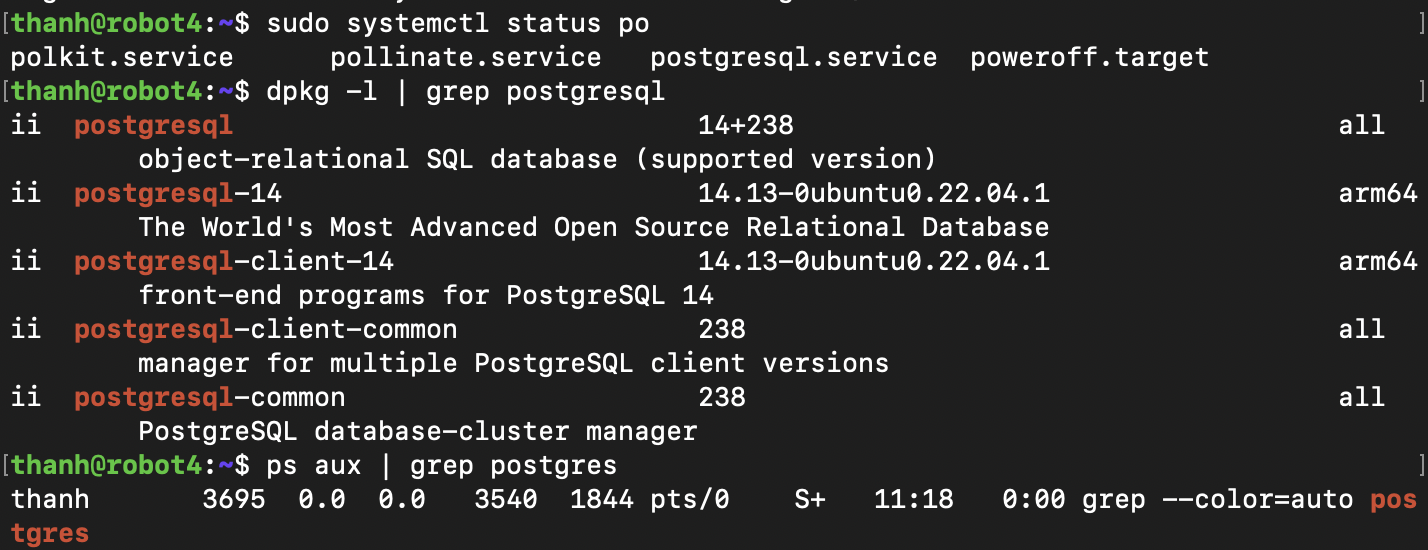 [thanh@robot4:~$ sudo systemctl status po ]
polkit.service pollinate.service postgresql.service poweroff.target
[thanh@robot4:~$ dpkg -l | grep postgresql ]
ii postgresql 14+238 all
object-relational SQL database (supported version)
ii postgresql-14 14.13-0ubuntu0.22.04.1 arm64
The World's Most Advanced Open Source Relational Database
ii postgresql-client-14 14.13-0ubuntu0.22.04.1 arm64
front-end programs for PostgreSQL 14
ii postgresql-client-common 238 all
manager for multiple PostgreSQL client versions
ii postgresql-common 238 all
PostgreSQL database-cluster manager
[thanh@robot4:~$ ps aux | grep postgres ]
thanh 3695 0.0 0.0 3540 1844 pts/0 S+ 11:18 0:00 grep --color=auto pos
tgres